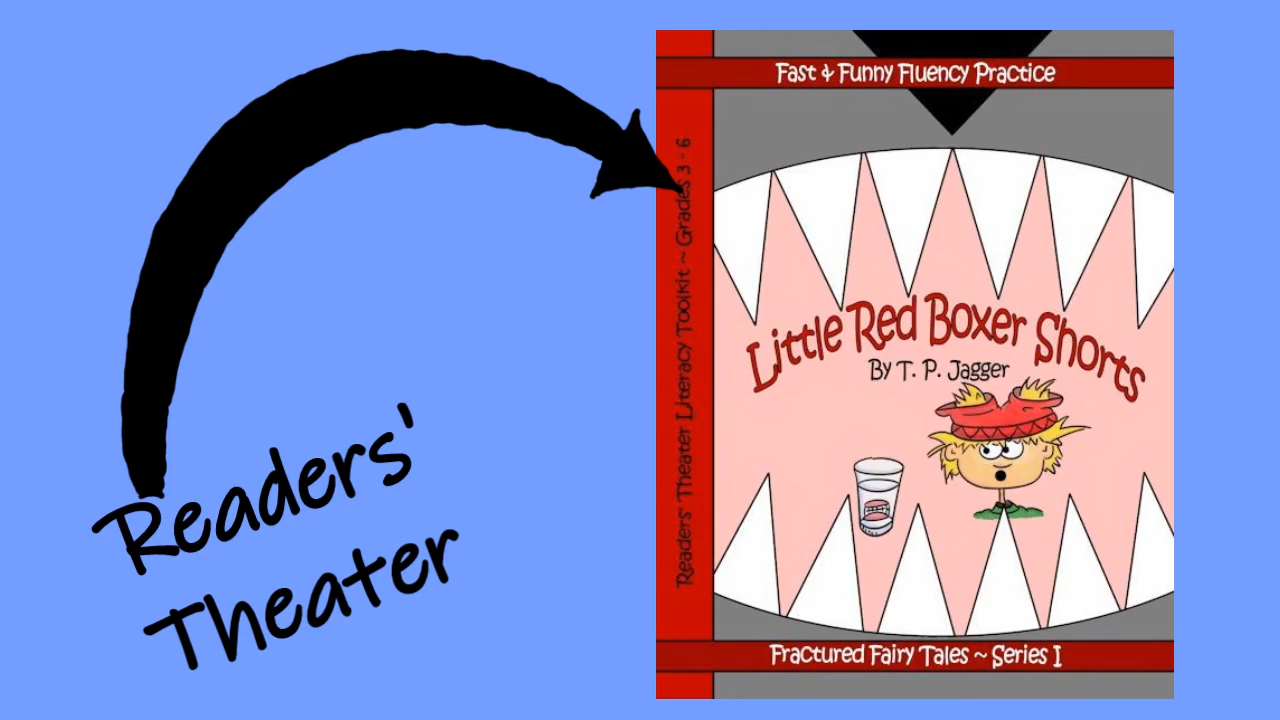 Readers'
Theater
Fast & Funny Fluency Practice
Readers' Theater Literacy Toolkit ~ Grades 3 - 6
Little Red Boxer Shorts
By T. P. Jagger
Fractured Fairy Tales ~ Series I